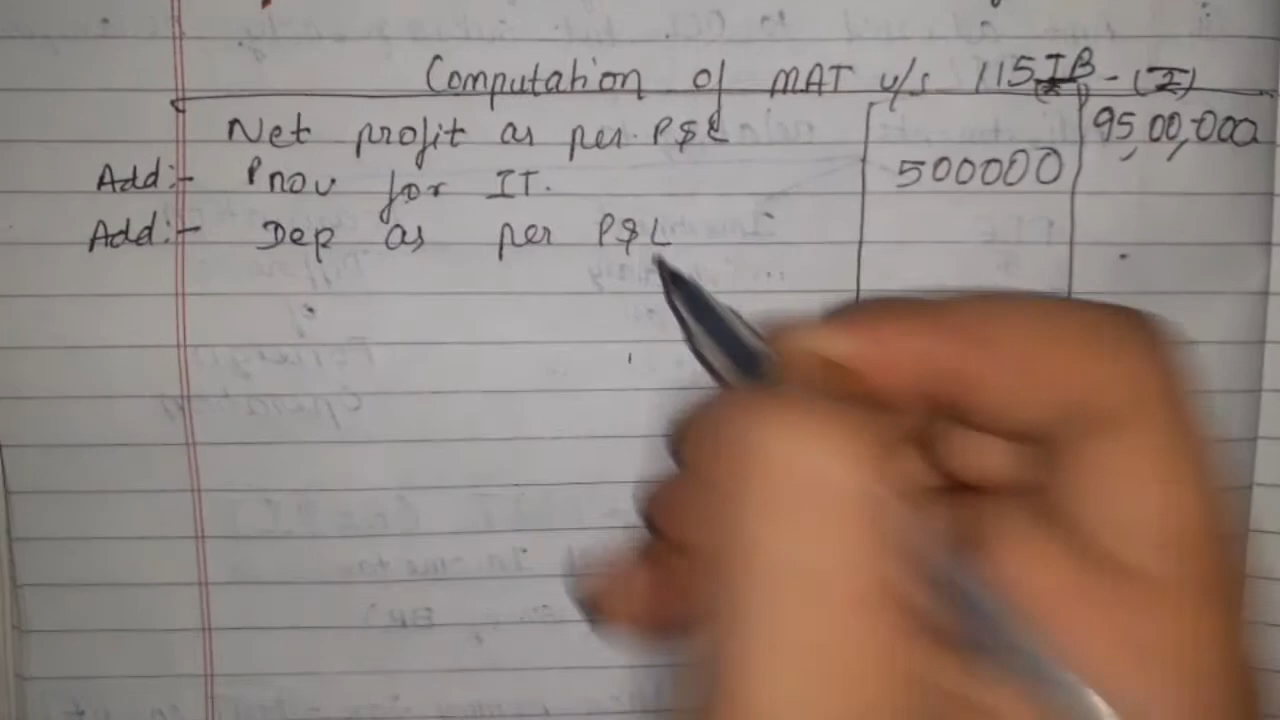 Computation of MAT u/s 115JB - (I)
Net profit as per P&L 95,00,000
Add:- Prov for IT. 500000
Add:- Dep as per P&L